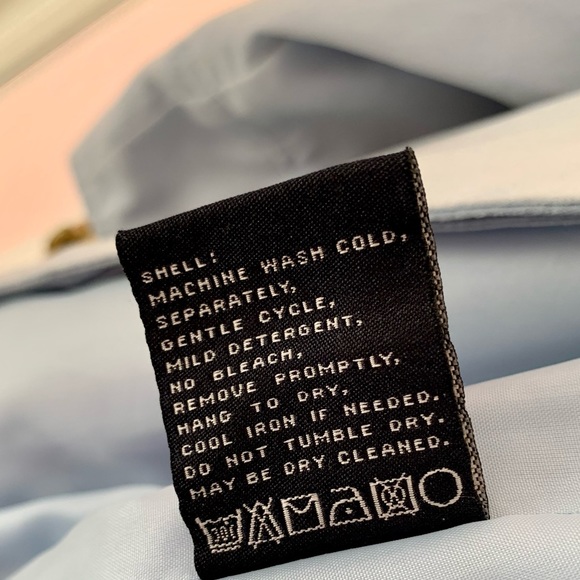 SHELL:
MACHINE WASH COLD,
SEPARATELY,
GENTLE CYCLE,
MILD DETERGENT,
NO BLEACH,
REMOVE PROMPTLY,
HANG TO DRY,
COOL IRON IF NEEDED.
DO NOT TUMBLE DRY.
MAY BE DRY CLEANED.
30